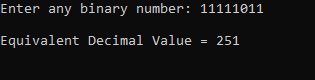 Enter any binary number: 11111011
Equivalent Decimal Value = 251